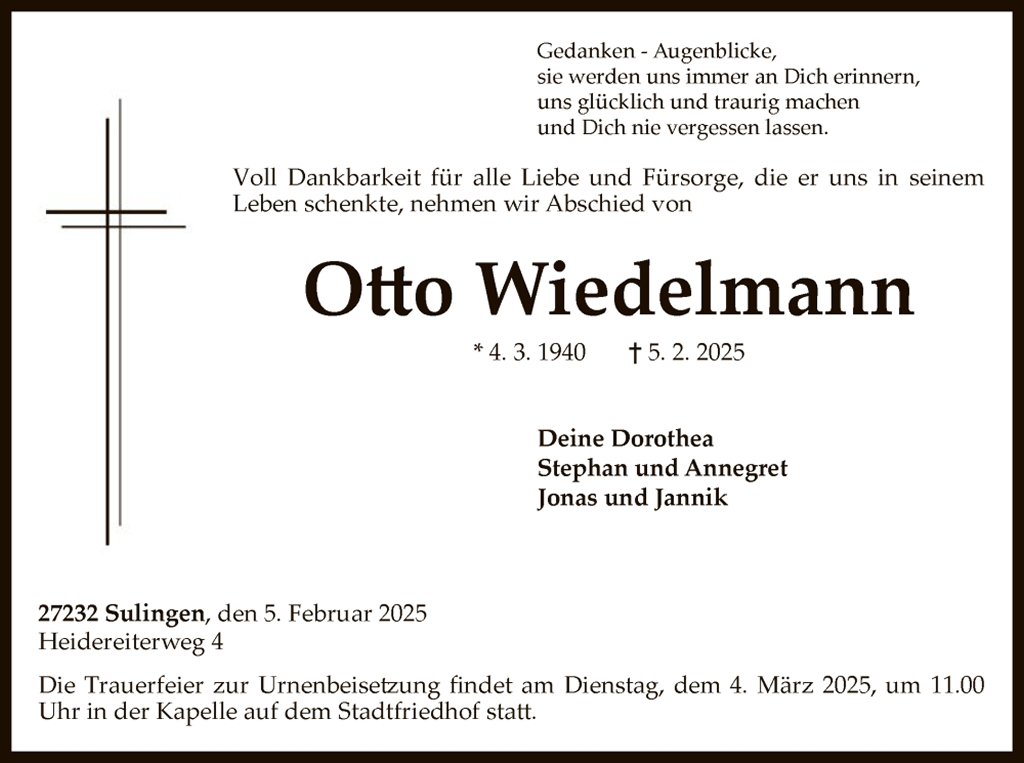 Gedanken - Augenblicke,
sie werden uns immer an Dich erinnern,
uns glücklich und traurig machen
und Dich nie vergessen lassen.
Voll Dankbarkeit für alle Liebe und Fürsorge, die er uns in seinem
Leben schenkte, nehmen wir Abschied von
Otto Wiedelmann
* 4. 3. 1940 † 5. 2. 2025
Deine Dorothea
Stephan und Annegret
Jonas und Jannik
27232 Sulingen, den 5. Februar 2025
Heidereiterweg 4
Die Trauerfeier zur Urnenbeisetzung findet am Dienstag, dem 4. März 2025, um 11.00
Uhr in der Kapelle auf dem Stadtfriedhof statt.